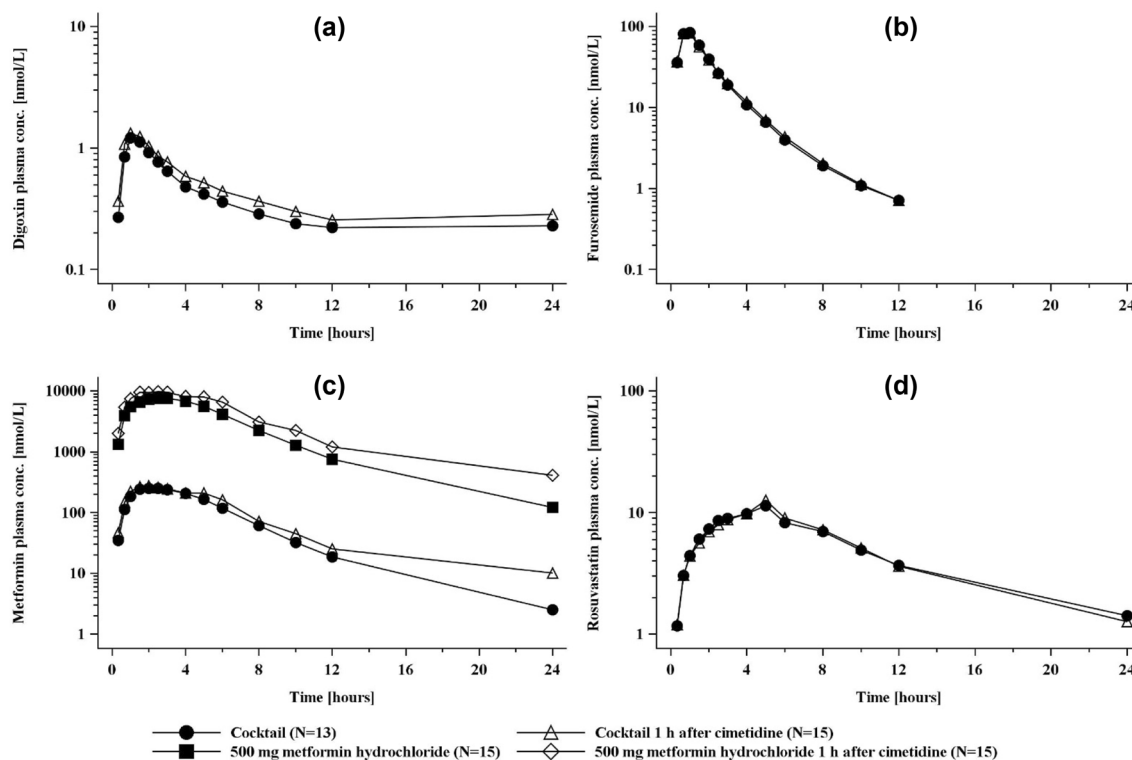 (a)
Digoxin plasma conc. [nmol/L]
10
1
0.1
0 4 8 12 16 20 24
Time [hours]
(b)
Furosemide plasma conc. [nmol/L]
100
10
1
0.1
0 4 8 12 16 20 24
Time [hours]
(c)
Metformin plasma conc. [nmol/L]
10000
1000
100
10
1
0 4 8 12 16 20 24
Time [hours]
(d)
Rosuvastatin plasma conc. [nmol/L]
100
10
1
0 4 8 12 16 20 24
Time [hours]
Cocktail (N=13)
Cocktail 1 h after cimetidine (N=15)
500 mg metformin hydrochloride (N=15)
500 mg metformin hydrochloride 1 h after cimetidine (N=15)